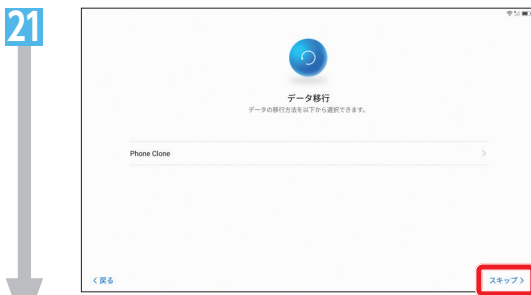 21
データ移行
データの移行方法を以下から選択できます。
Phone Clone
<戻る
スキップ>